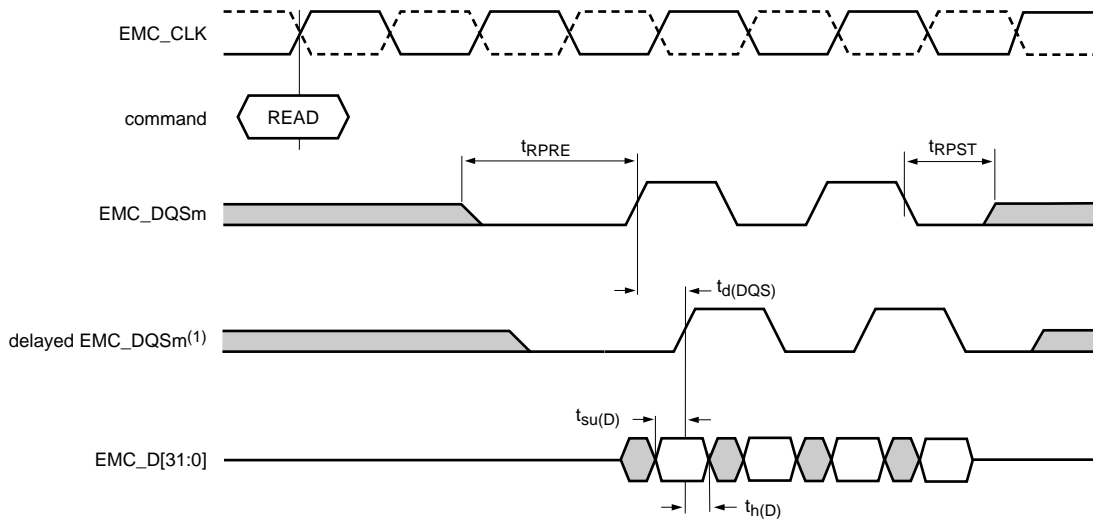 EMC_CLK
command
READ
tRPRE
tRPST
EMC_DQSm
td(DQS)
delayed EMC_DQSm(1)
tsu(D)
EMC_D[31:0]
th(D)